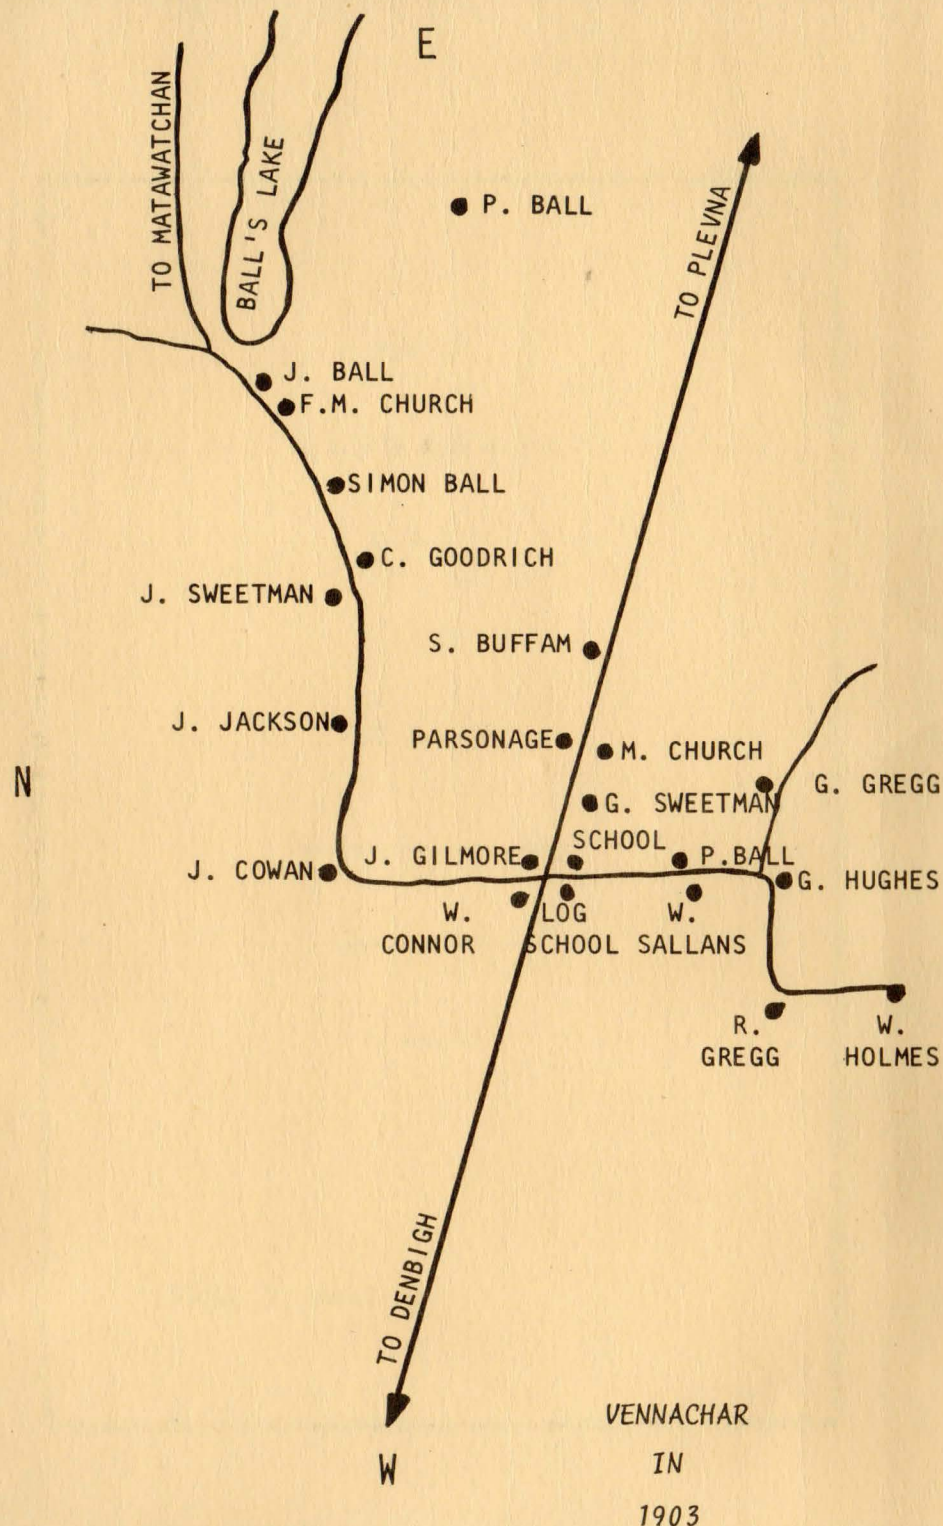 E
TO MATAWATCHAN
BALL'S LAKE
P. BALL
TO PLEVNA
J. BALL
F.M. CHURCH
SIMON BALL
C. GOODRICH
J. SWEETMAN
S. BUFFAM
J. JACKSON
PARSONAGE
M. CHURCH
N
G. GREGG
G. SWEETMAN
SCHOOL
J. GILMORE
P.BALL
J. COWAN
G. HUGHES
W.
CONNOR
LOG
SCHOOL
W.
SALLANS
R.
GREGG
W.
HOLMES
TO DENBIGH
W
VENNACHAR
IN
1903